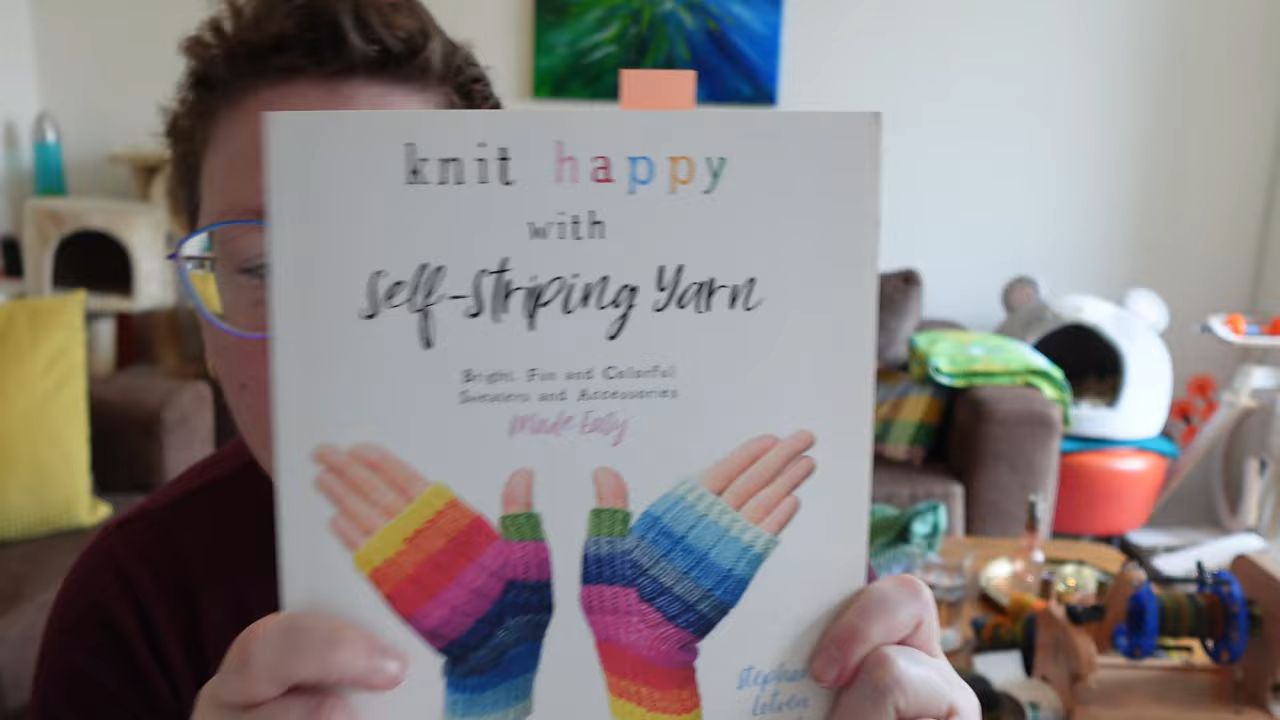 knit happy
with
Self-Striping Yarn
Bright, Fun and Colorful
Sweaters and Accessories
Made Easy